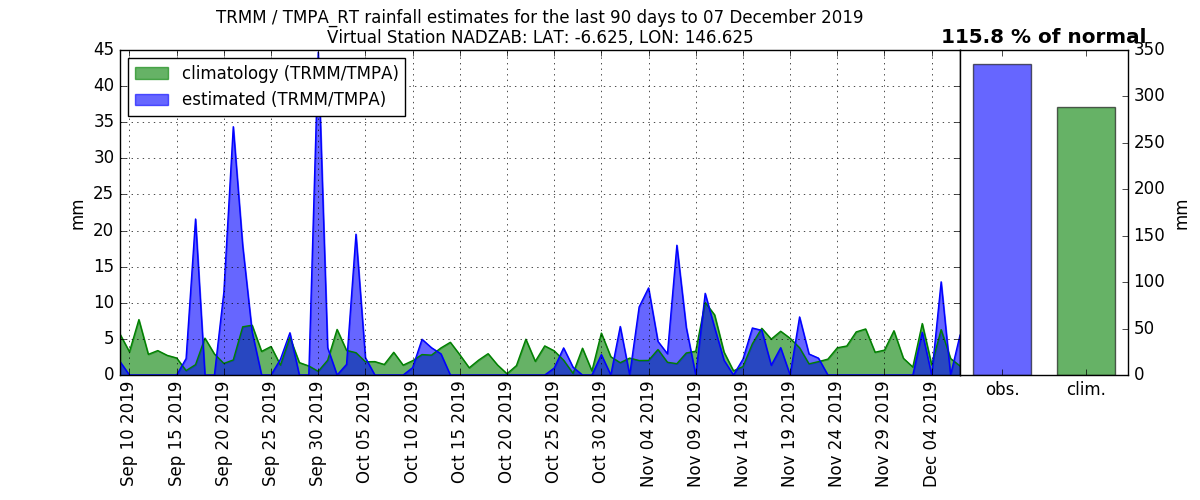 TRMM / TMPA_RT rainfall estimates for the last 90 days to 07 December 2019
Virtual Station NADZAB: LAT: -6.625, LON: 146.625
115.8 % of normal
climatology (TRMM/TMPA)
estimated (TRMM/TMPA)
45
40
35
30
25
20
15
10
5
0
mm
Sep 10 2019
Sep 15 2019
Sep 20 2019
Sep 25 2019
Sep 30 2019
Oct 05 2019
Oct 10 2019
Oct 15 2019
Oct 20 2019
Oct 25 2019
Oct 30 2019
Nov 04 2019
Nov 09 2019
Nov 14 2019
Nov 19 2019
Nov 24 2019
Nov 29 2019
Dec 04 2019
obs.
clim.
350
300
250
200
150
100
50
0
mm